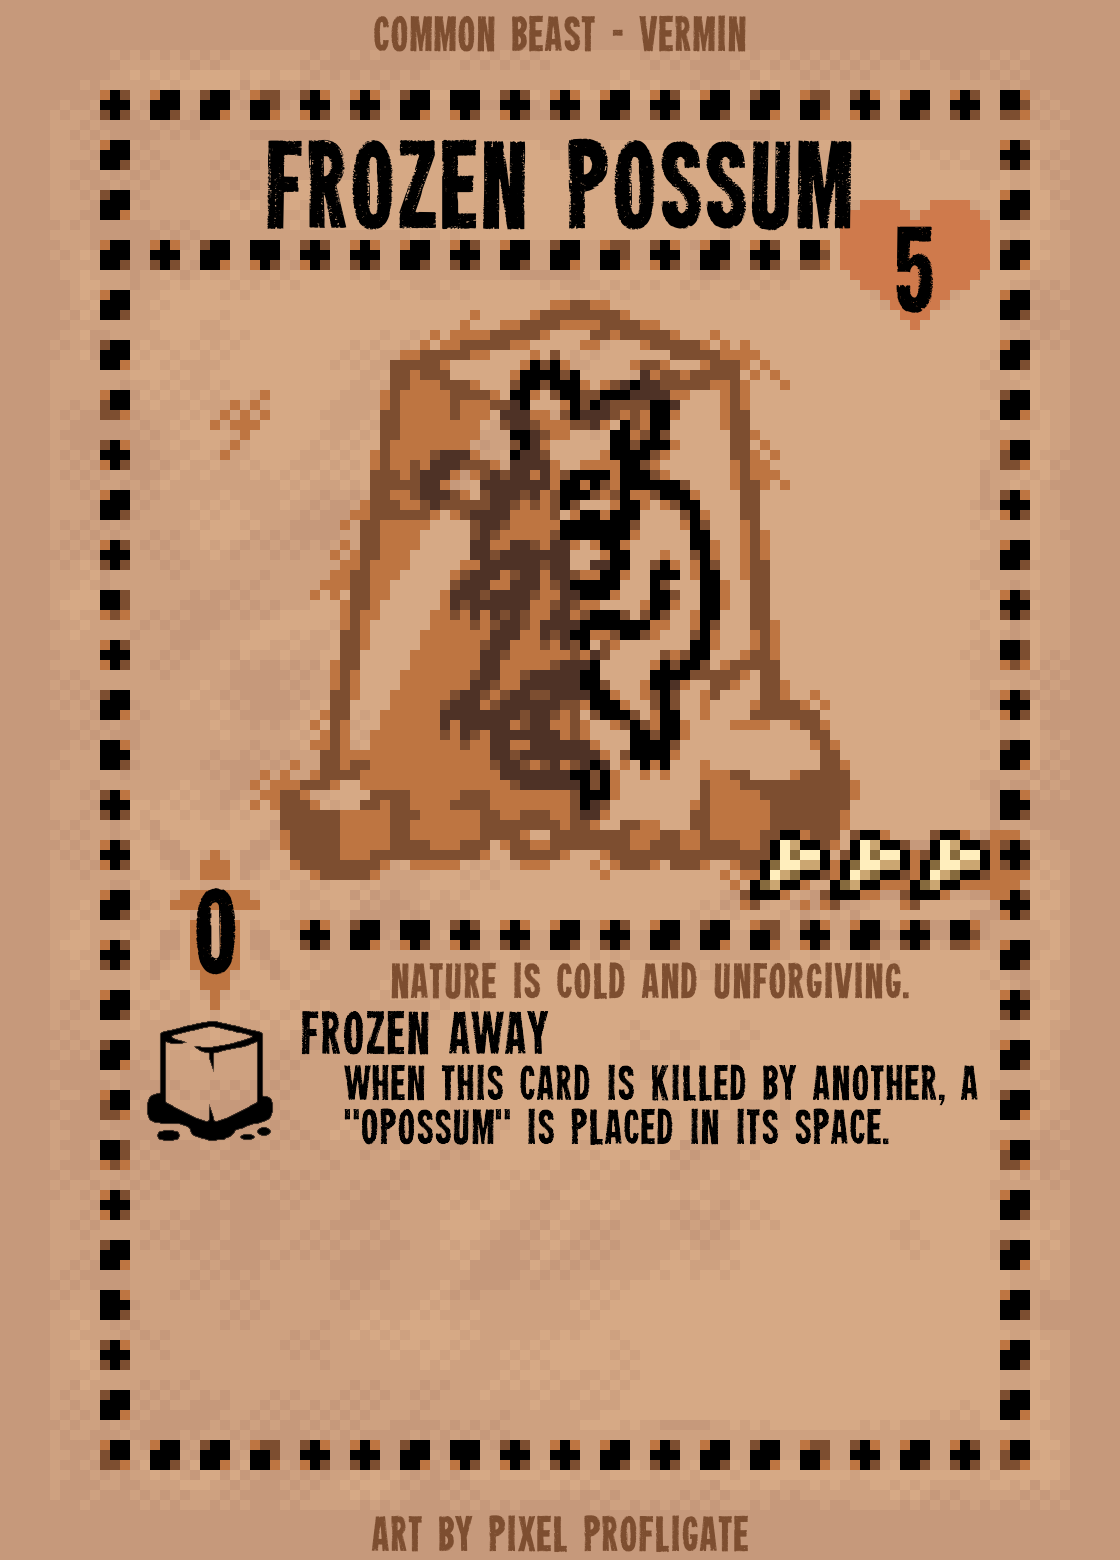 COMMON BEAST - VERMIN
FROZEN POSSUM
5
0
NATURE IS COLD AND UNFORGIVING.
FROZEN AWAY
WHEN THIS CARD IS KILLED BY ANOTHER, A
"OPOSSUM" IS PLACED IN ITS SPACE.
ART BY PIXEL PROFLIGATE